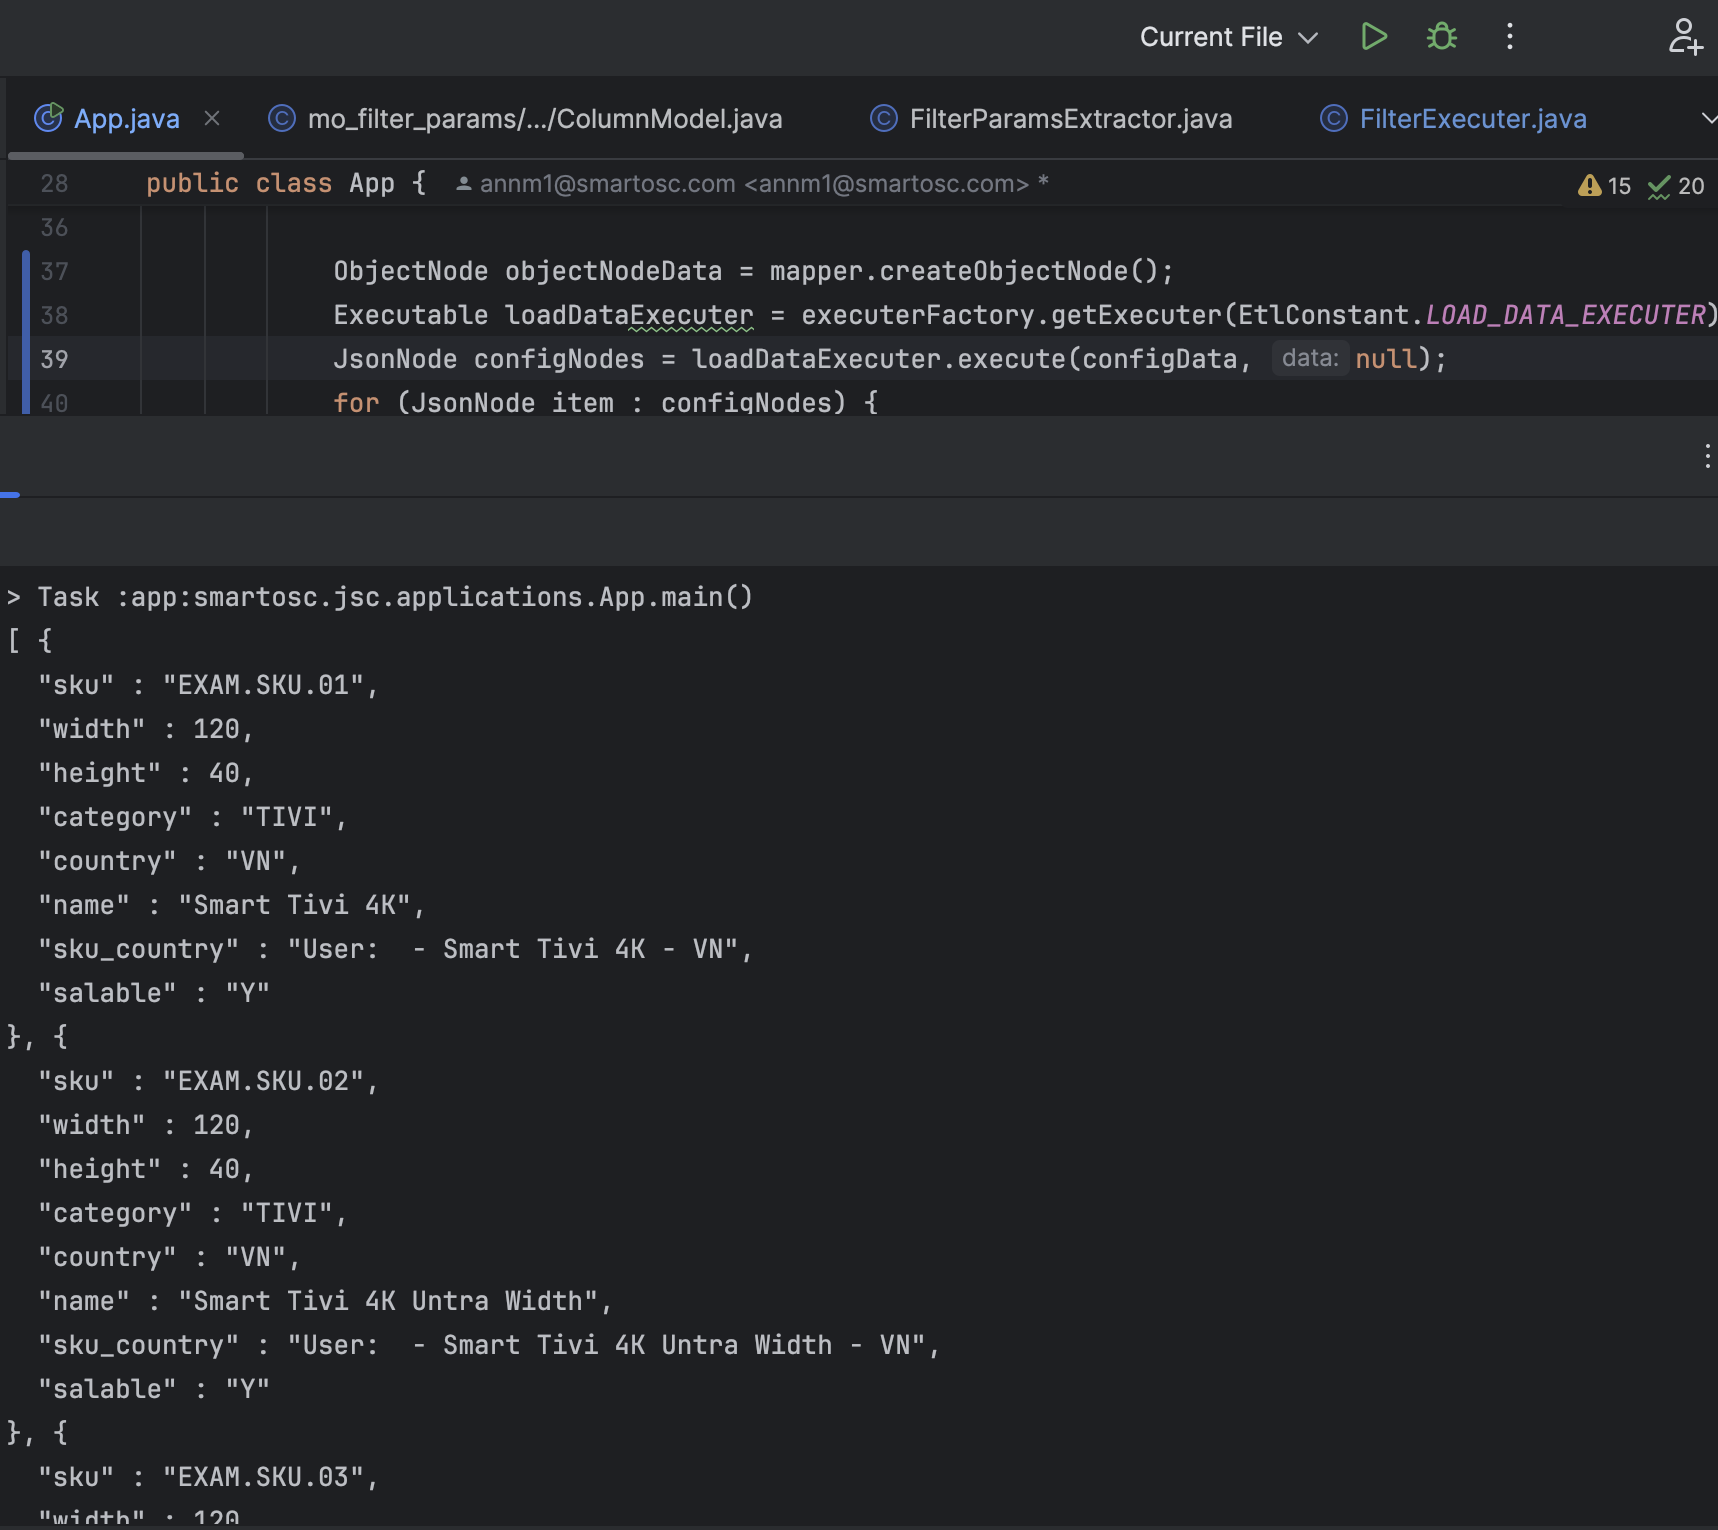 Current File
App.java
mo_filter_params/.../ColumnModel.java
FilterParamsExtractor.java
FilterExecuter.java
28 public class App { annm1@smartosc.com <annm1@smartosc.com> * 15 20
36
37 ObjectNode objectNodeData = mapper.createObjectNode();
38 Executable loadDataExecuter = executerFactory.getExecuter(EtlConstant.LOAD_DATA_EXECUTER)
39 JsonNode configNodes = loadDataExecuter.execute(configData, data: null);
40 for (JsonNode item : configNodes) {
> Task :app:smartosc.jsc.applications.App.main()
[ {
"sku" : "EXAM.SKU.01",
"width" : 120,
"height" : 40,
"category" : "TIVI",
"country" : "VN",
"name" : "Smart Tivi 4K",
"sku_country" : "User:  - Smart Tivi 4K - VN",
"salable" : "Y"
}, {
"sku" : "EXAM.SKU.02",
"width" : 120,
"height" : 40,
"category" : "TIVI",
"country" : "VN",
"name" : "Smart Tivi 4K Untra Width",
"sku_country" : "User:  - Smart Tivi 4K Untra Width - VN",
"salable" : "Y"
}, {
"sku" : "EXAM.SKU.03",
"width" : 120